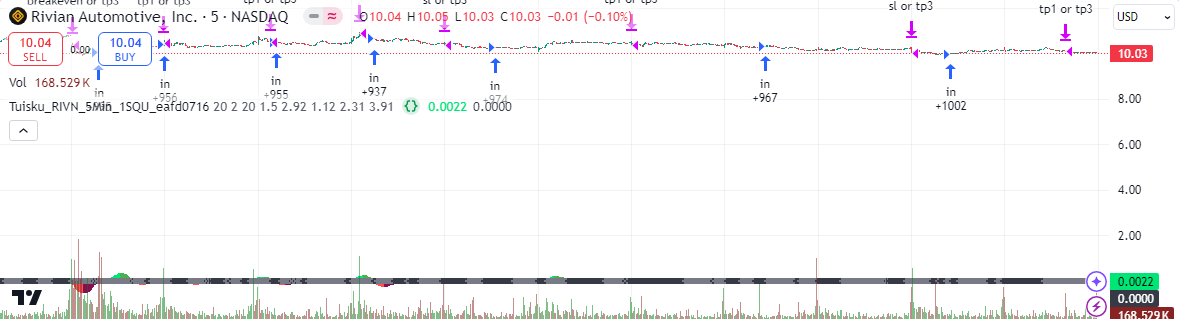 breakeven or tp3
tp1 or tp3
sl or tp3
tp1 or tp3
sl or tp3
tp1 or tp3
Rivian Automotive, Inc. · 5 · NASDAQ
O10.04 H10.05 L10.03 C10.03 −0.01 (−0.10%)
USD
10.04
SELL
0.00
10.04
BUY
10.03
Vol 168.529 K
in
in
+956
in
+955
in
+937
in
+974
in
+967
in
+1002
Tuisku_RIVN_5Min_1SQU_eafd0716 20 2 20 1.5 2.92 1.12 2.31 3.91 {} 0.0022 0.0000
8.00
6.00
4.00
2.00
0.0022
0.0000
168.529 K